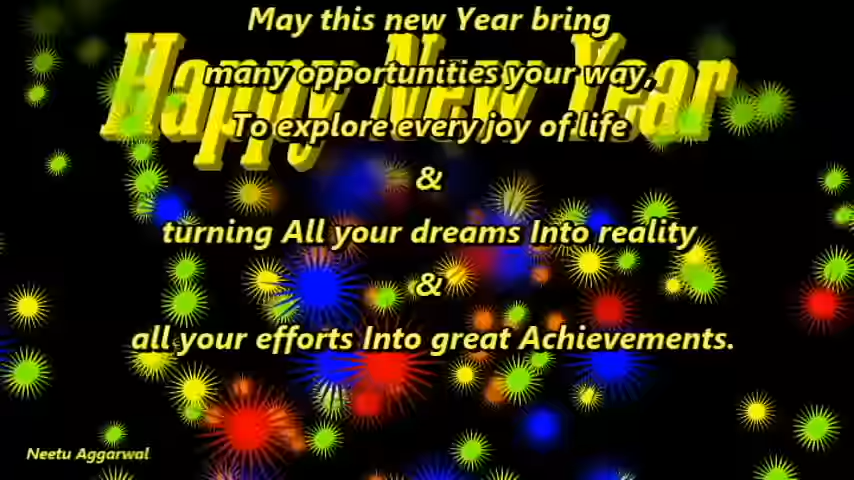 May this new Year bring
Happy New Year
many opportunities your way,
To explore every joy of life
&
turning All your dreams Into reality
&
all your efforts Into great Achievements.
Neetu Aggarwal